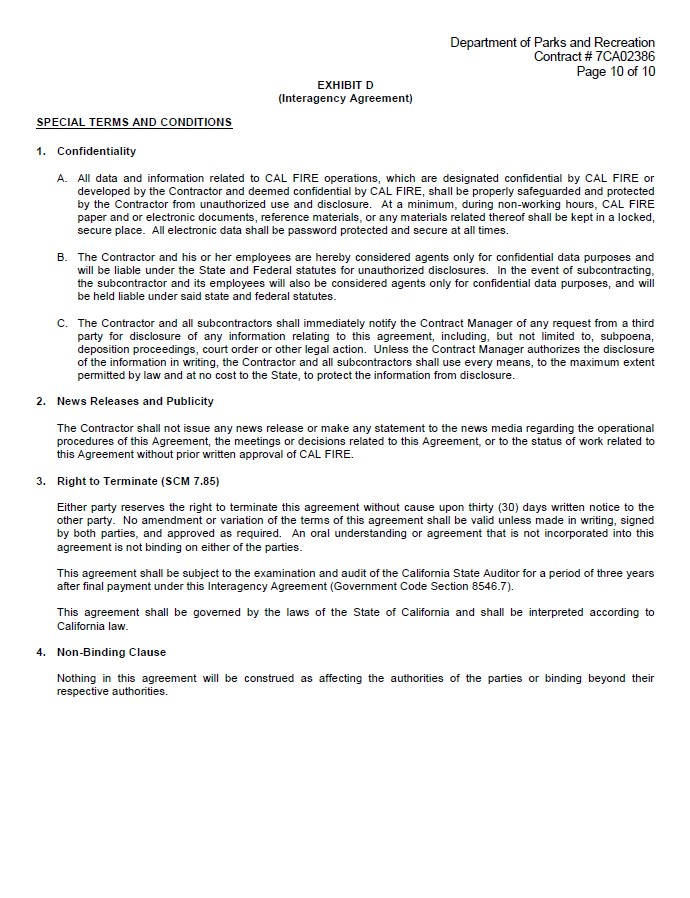 Department of Parks and Recreation
Contract # 7CA02386
Page 10 of 10
EXHIBIT D
(Interagency Agreement)
SPECIAL TERMS AND CONDITIONS
1. Confidentiality
A. All data and information related to CAL FIRE operations, which are designated confidential by CAL FIRE or
developed by the Contractor and deemed confidential by CAL FIRE, shall be properly safeguarded and protected
by the Contractor from unauthorized use and disclosure. At a minimum, during non-working hours, CAL FIRE
paper and or electronic documents, reference materials, or any materials related thereof shall be kept in a locked,
secure place. All electronic data shall be password protected and secure at all times.
B. The Contractor and his or her employees are hereby considered agents only for confidential data purposes and
will be liable under the State and Federal statutes for unauthorized disclosures. In the event of subcontracting,
the subcontractor and its employees will also be considered agents only for confidential data purposes, and will
be held liable under said state and federal statutes.
C. The Contractor and all subcontractors shall immediately notify the Contract Manager of any request from a third
party for disclosure of any information relating to this agreement, including, but not limited to, subpoena,
deposition proceedings, court order or other legal action. Unless the Contract Manager authorizes the disclosure
of the information in writing, the Contractor and all subcontractors shall use every means, to the maximum extent
permitted by law and at no cost to the State, to protect the information from disclosure.
2. News Releases and Publicity
The Contractor shall not issue any news release or make any statement to the news media regarding the operational
procedures of this Agreement, the meetings or decisions related to this Agreement, or to the status of work related to
this Agreement without prior written approval of CAL FIRE.
3. Right to Terminate (SCM 7.85)
Either party reserves the right to terminate this agreement without cause upon thirty (30) days written notice to the
other party. No amendment or variation of the terms of this agreement shall be valid unless made in writing, signed
by both parties, and approved as required. An oral understanding or agreement that is not incorporated into this
agreement is not binding on either of the parties.
This agreement shall be subject to the examination and audit of the California State Auditor for a period of three years
after final payment under this Interagency Agreement (Government Code Section 8546.7).
This agreement shall be governed by the laws of the State of California and shall be interpreted according to
California law.
4. Non-Binding Clause
Nothing in this agreement will be construed as affecting the authorities of the parties or binding beyond their
respective authorities.